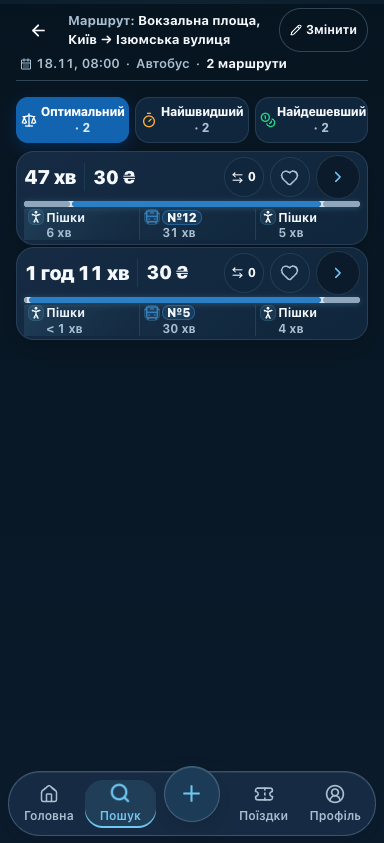 Маршрут: Вокзальна площа,
Київ → Ізюмська вулиця
Змінити
18.11, 08:00 · Автобус · 2 маршрути
Оптимальний
· 2
Найшвидший
· 2
Найдешевший
· 2
47 хв 30 ₴ 0
Пішки
6 хв
№12
31 хв
Пішки
5 хв
1 год 11 хв 30 ₴ 0
Пішки
< 1 хв
№5
30 хв
Пішки
4 хв
Головна Пошук Поїздки Профіль